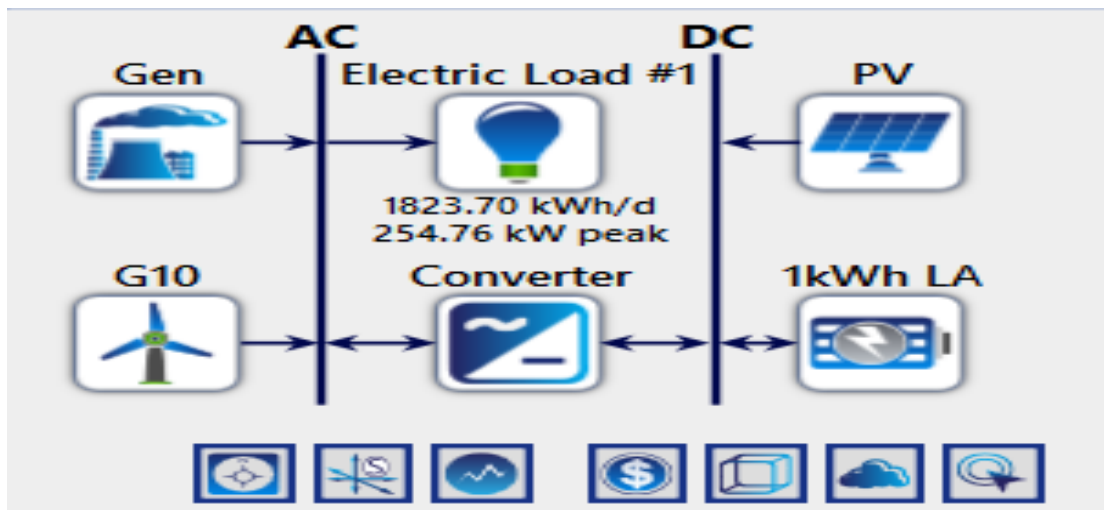 AC DC
Gen Electric Load #1 PV
1823.70 kWh/d
254.76 kW peak
G10 Converter 1kWh LA
S
$